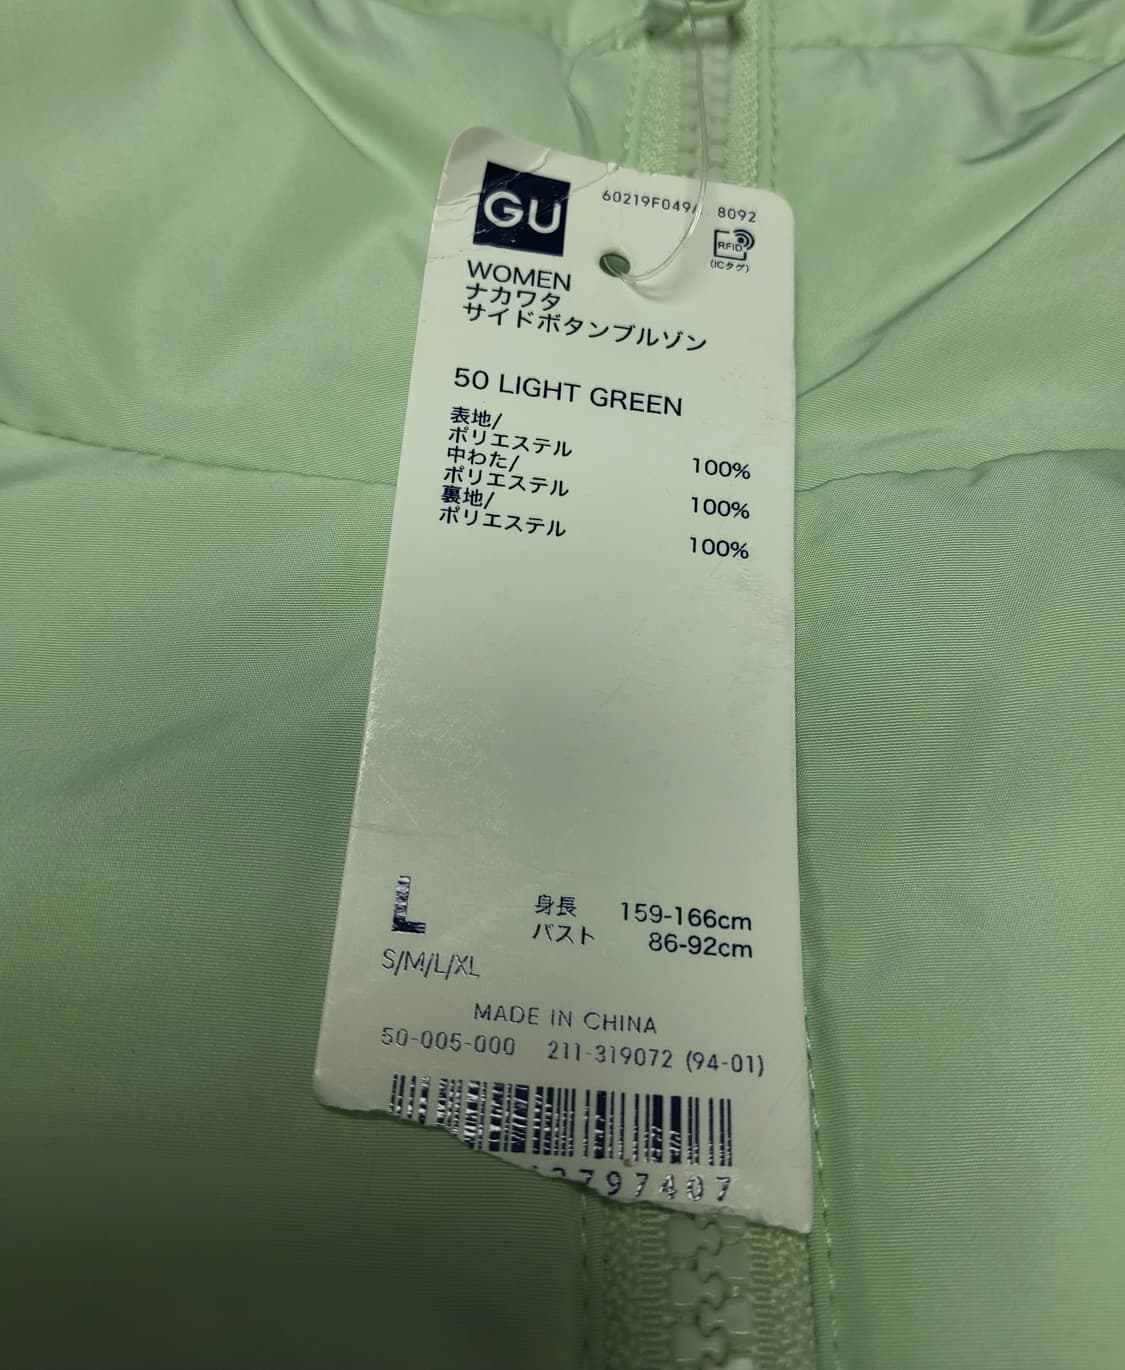 GU
60219F049A 8092
RFID
(ICタグ)
WOMEN
ナカワタ
サイドボタンブルゾン
50 LIGHT GREEN
表地/
ポリエステル 100%
中わた/
ポリエステル 100%
裏地/
ポリエステル 100%
L
身長 159-166cm
バスト 86-92cm
S/M/L/XL
MADE IN CHINA
50-005-000 211-319072 (94-01)
797407